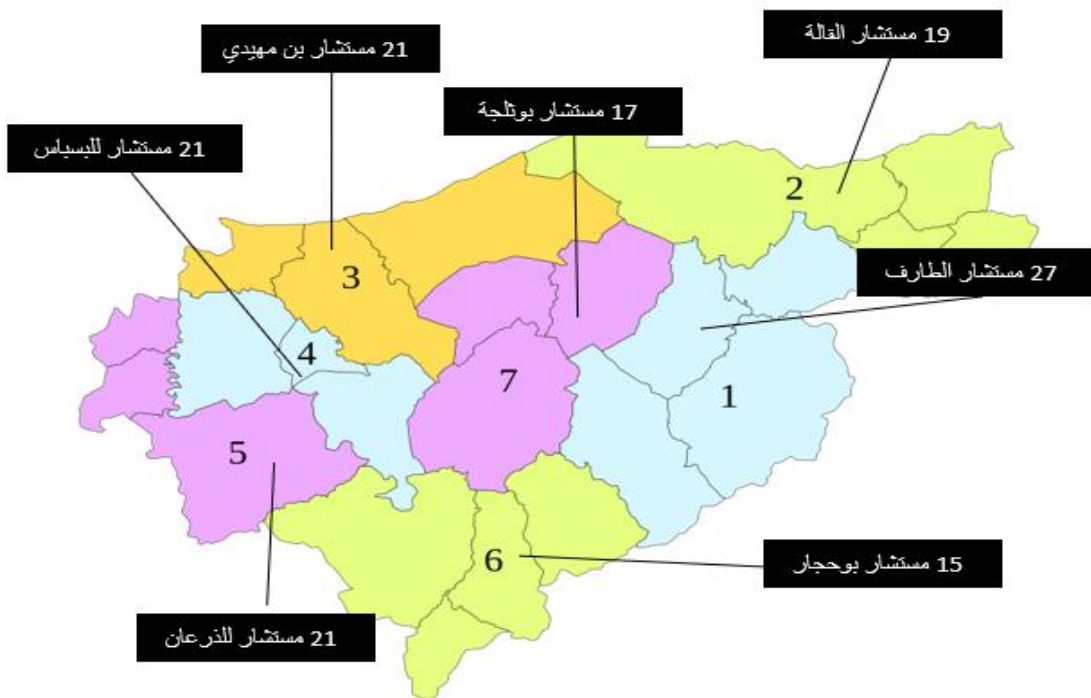 19 مستشار القالة
21 مستشار بن مهيدي
17 مستشار بوثلجة
21 مستشار للبسباس
2
3
27 مستشار الطارف
4
7
1
5
6
15 مستشار بوحجار
21 مستشار للذرعان